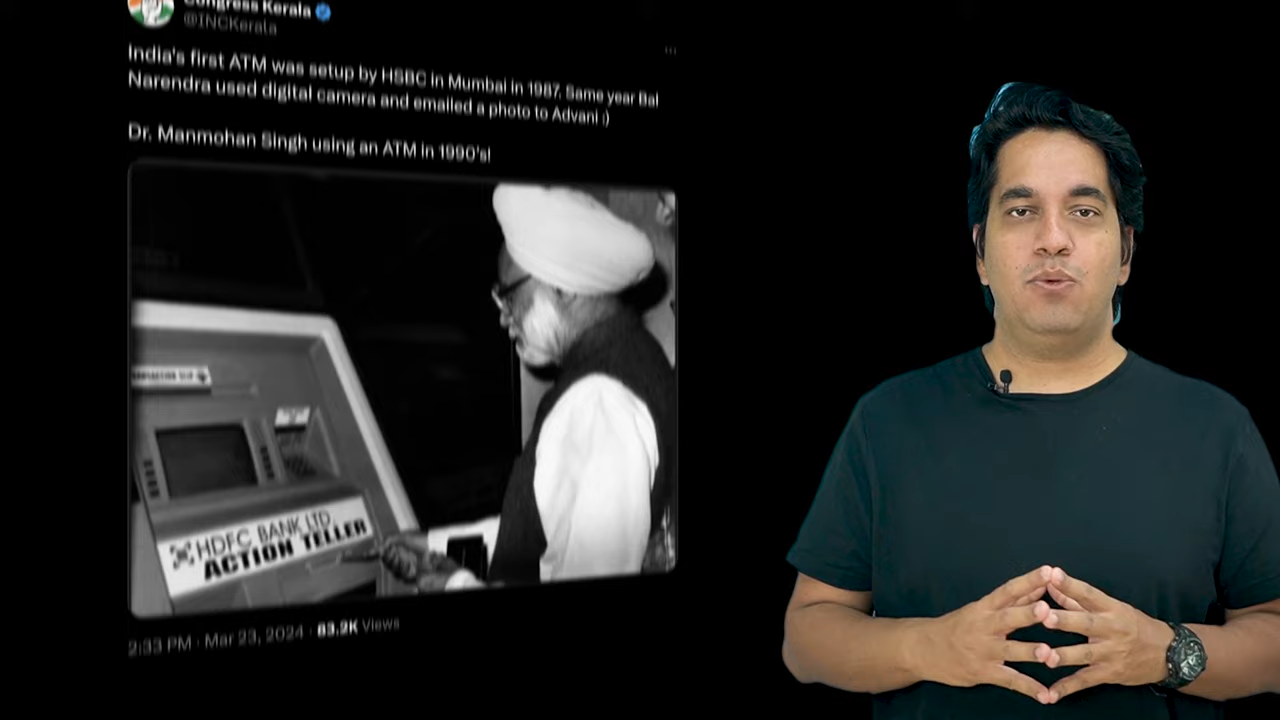 Congress Kerala
@INCKerala
India's first ATM was setup by HSBC in Mumbai in 1987. Same year Bal
Narendra used digital camera and emailed a photo to Advani :)
Dr. Manmohan Singh using an ATM in 1990's!
HDFC BANK LTD.
ACTION TELLER
2:33 PM · Mar 23, 2024 · 83.2K Views